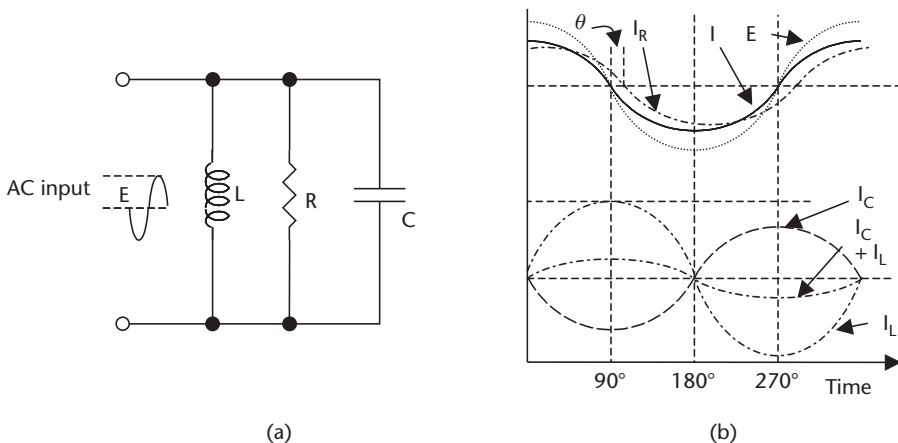 AC input
E
L
R
C
(a)
θ
I_R
I
E
I_C
I_C
+ I_L
I_L
90°
180°
270°
Time
(b)